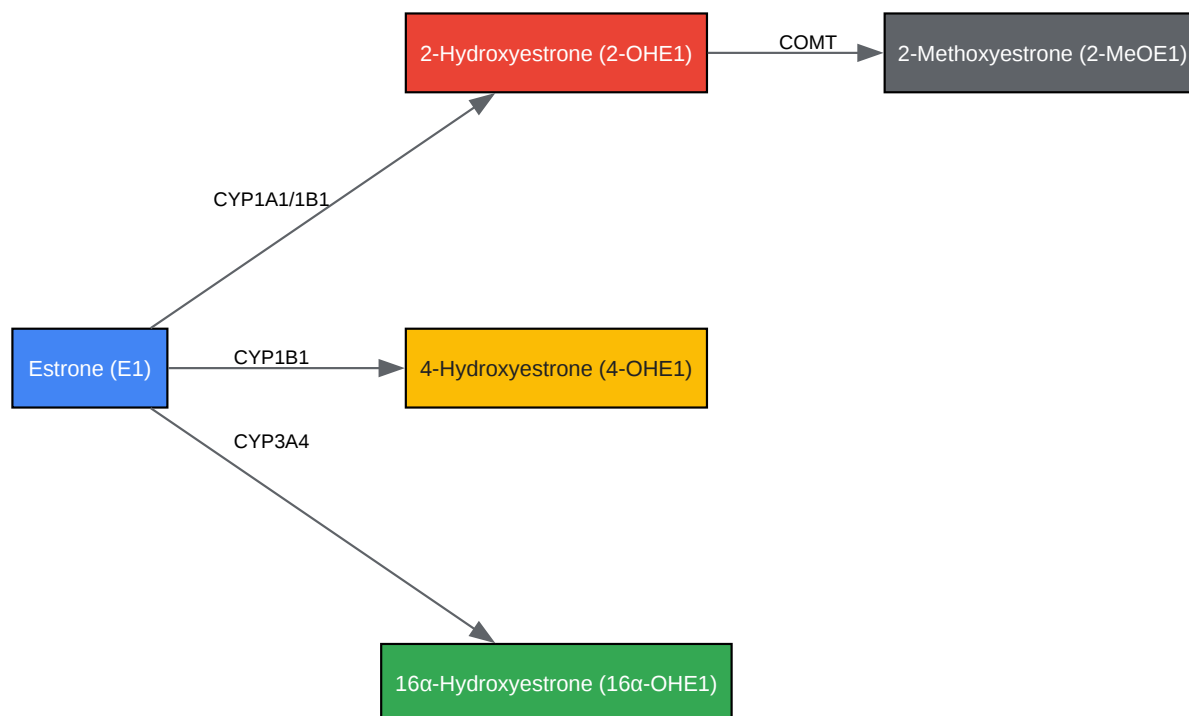 2-Hydroxyestrone (2-OHE1)
COMT
2-Methoxyestrone (2-MeOE1)
CYP1A1/1B1
Estrone (E1)
CYP1B1
4-Hydroxyestrone (4-OHE1)
CYP3A4
16α-Hydroxyestrone (16α-OHE1)